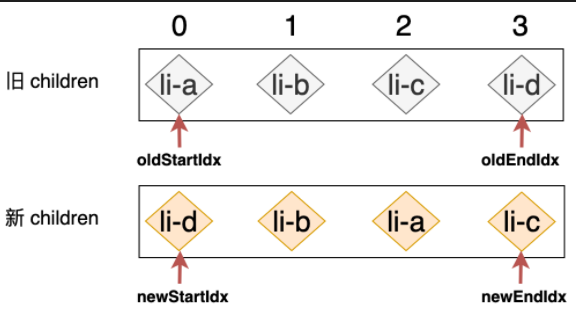 0 1 2 3
旧 children
li-a li-b li-c li-d
oldStartIdx oldEndIdx
新 children
li-d li-b li-a li-c
newStartIdx newEndIdx